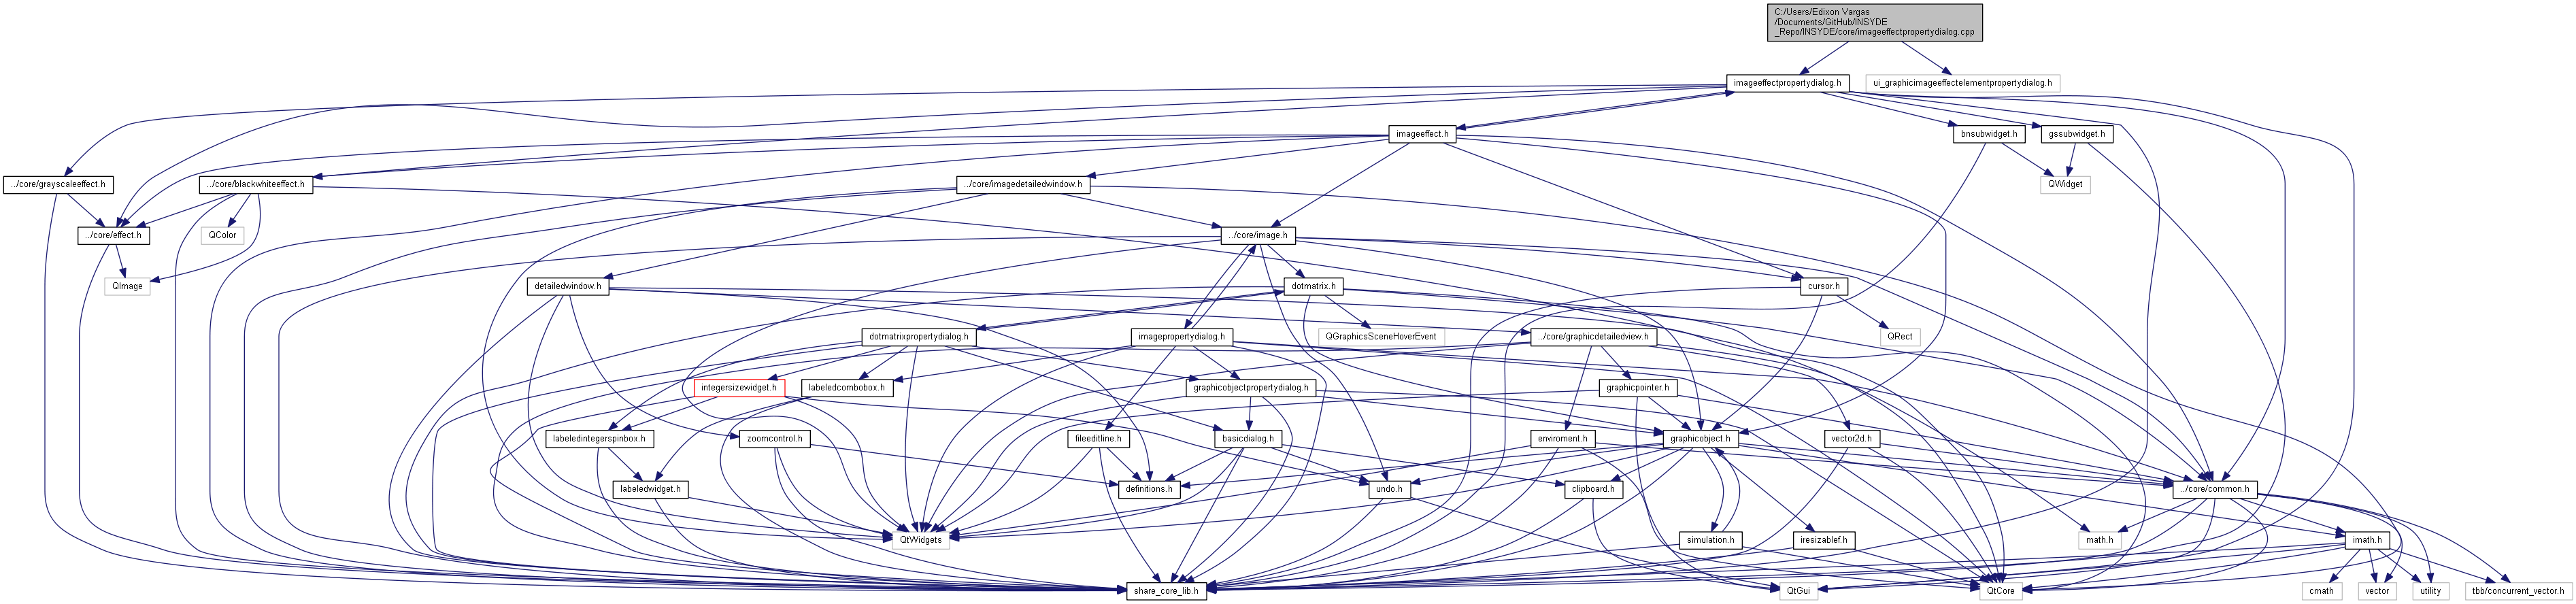 C:/Users/Edixon Vargas
/Documents/GitHub/INSYDE
_Repo/INSYDE/core/imageeffectpropertydialog.cpp
imageeffectpropertydialog.h
ui_graphicimageeffectelementpropertydialog.h
imageeffect.h
bnsubwidget.h
gssubwidget.h
../core/grayscaleeffect.h
../core/blackwhiteeffect.h
../core/imagedetailedwindow.h
QWidget
../core/effect.h
QColor
../core/image.h
QImage
detailedwindow.h
dotmatrix.h
cursor.h
dotmatrixpropertydialog.h
imagepropertydialog.h
QGraphicsSceneHoverEvent
../core/graphicdetailedview.h
QRect
integersizewidget.h
labeledcombobox.h
graphicobjectpropertydialog.h
graphicpointer.h
labeledintegerspinbox.h
zoomcontrol.h
fileeditline.h
basicdialog.h
enviroment.h
graphicobject.h
vector2d.h
labeledwidget.h
definitions.h
undo.h
clipboard.h
../core/common.h
QtWidgets
simulation.h
iresizablef.h
math.h
imath.h
share_core_lib.h
QtGui
QtCore
cmath
vector
utility
tbb/concurrent_vector.h